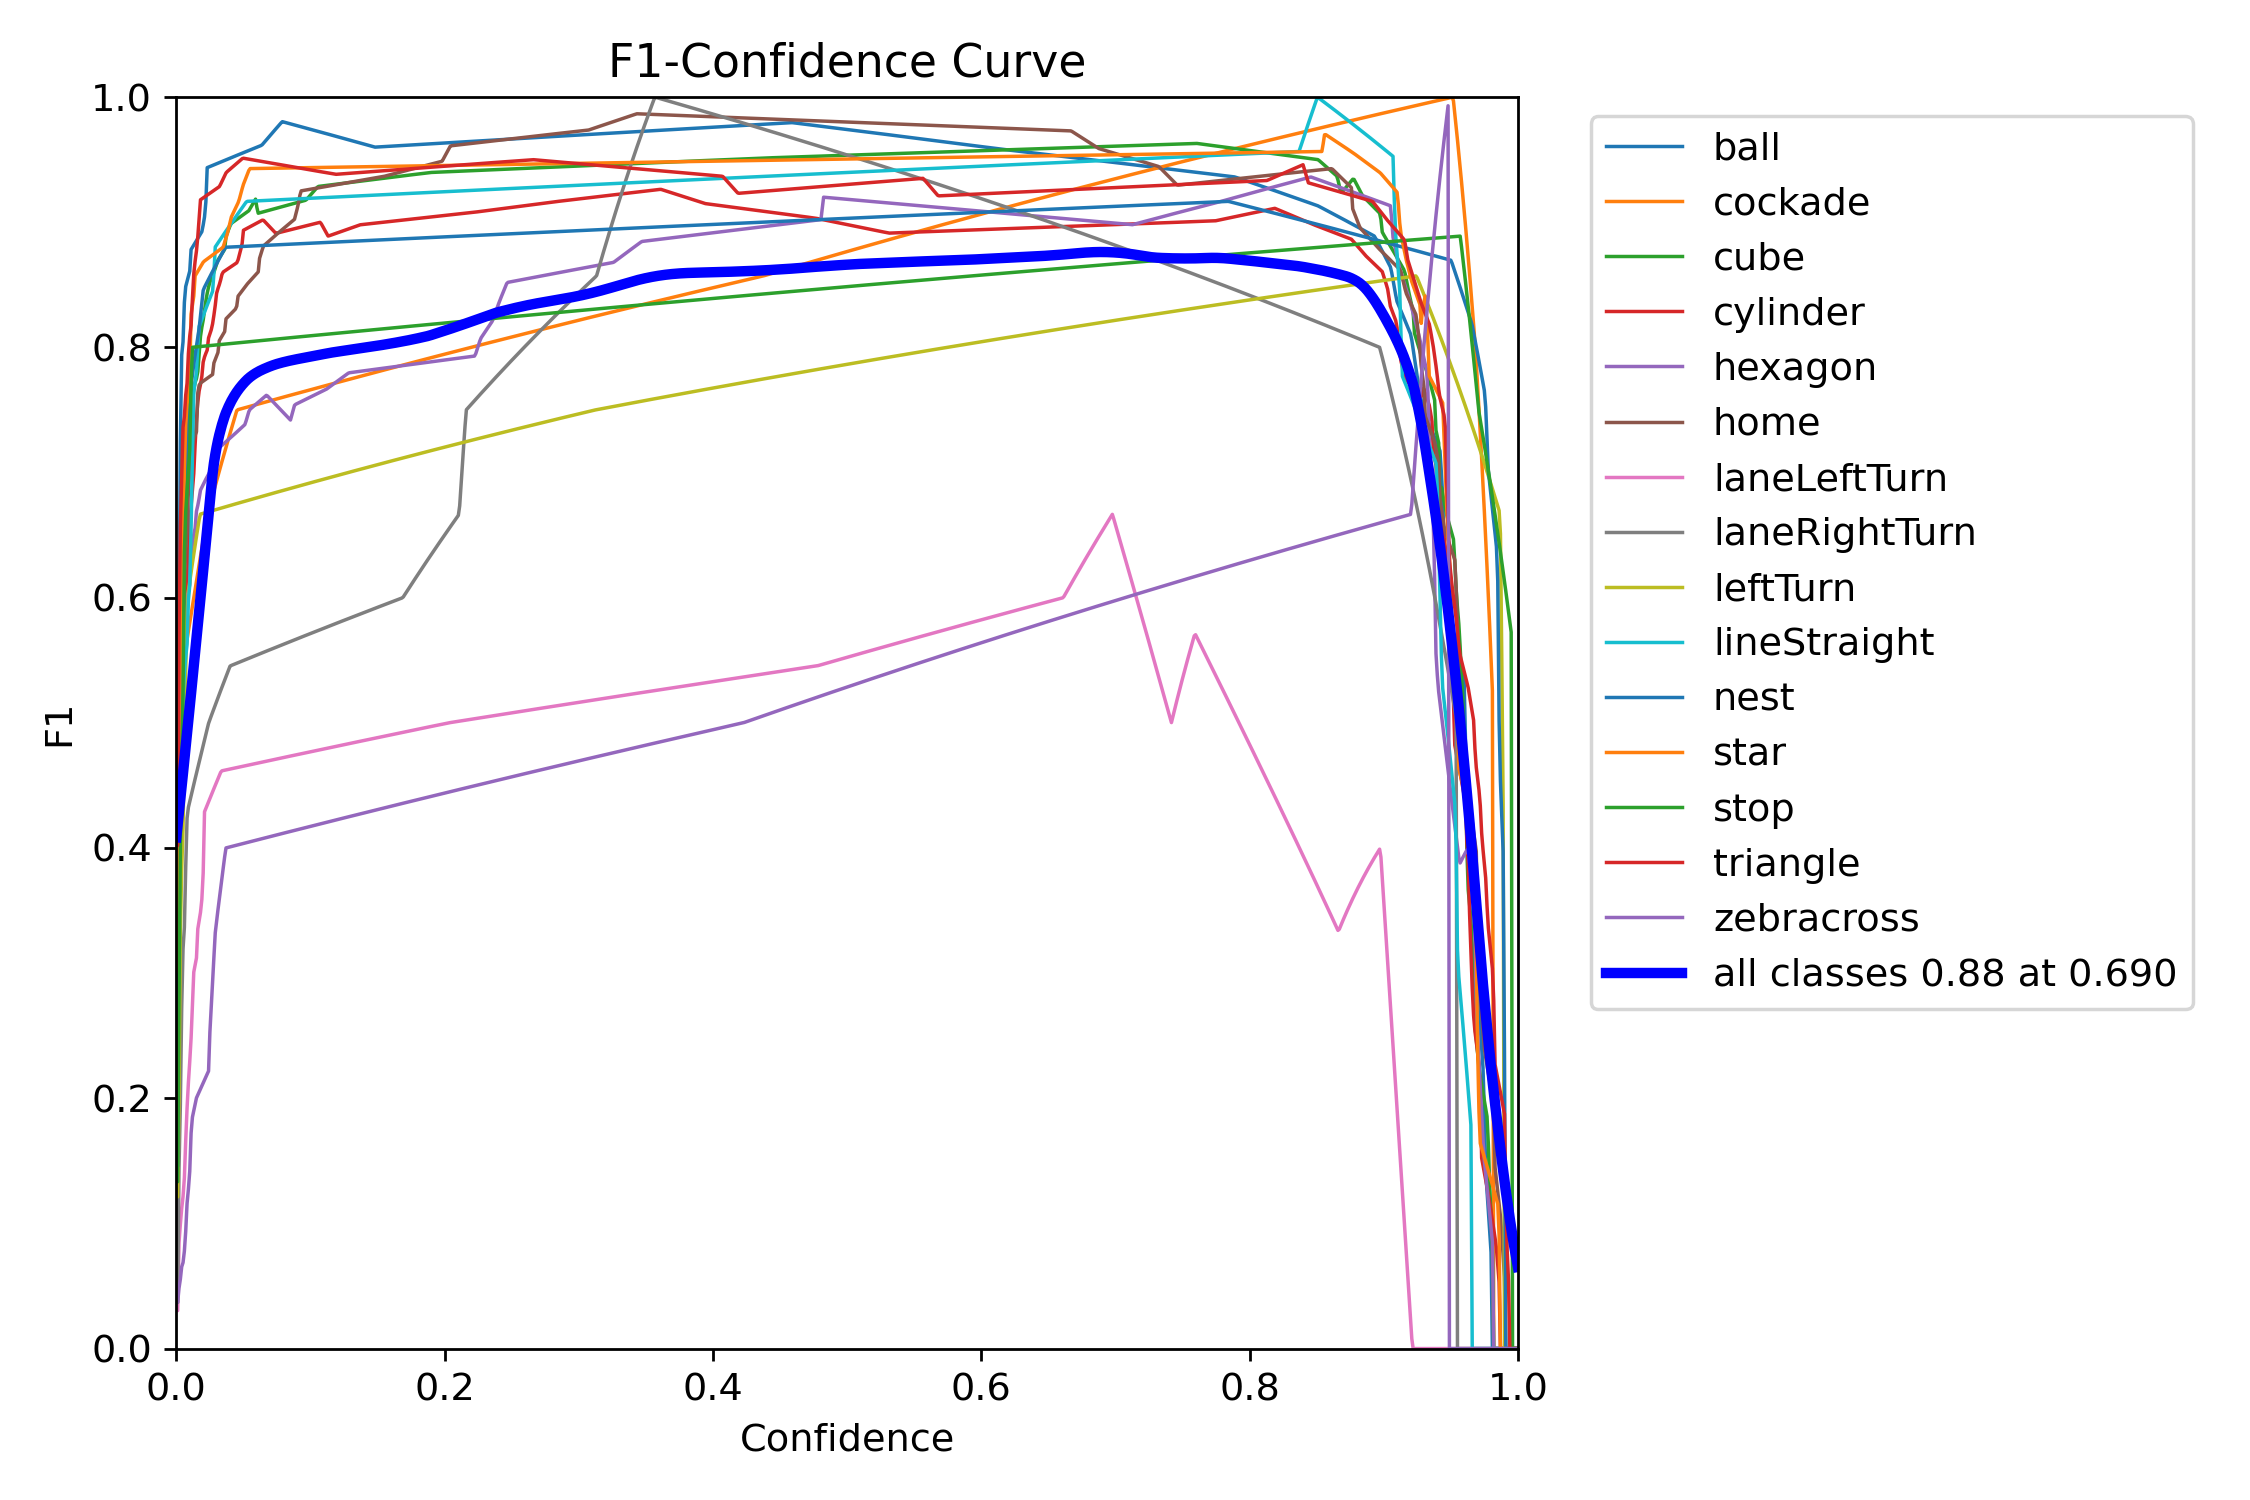 F1-Confidence Curve
1.0
0.8
0.6
0.4
0.2
0.0
F1
0.0 0.2 0.4 0.6 0.8 1.0
Confidence
ball
cockade
cube
cylinder
hexagon
home
laneLeftTurn
laneRightTurn
leftTurn
lineStraight
nest
star
stop
triangle
zebracross
all classes 0.88 at 0.690